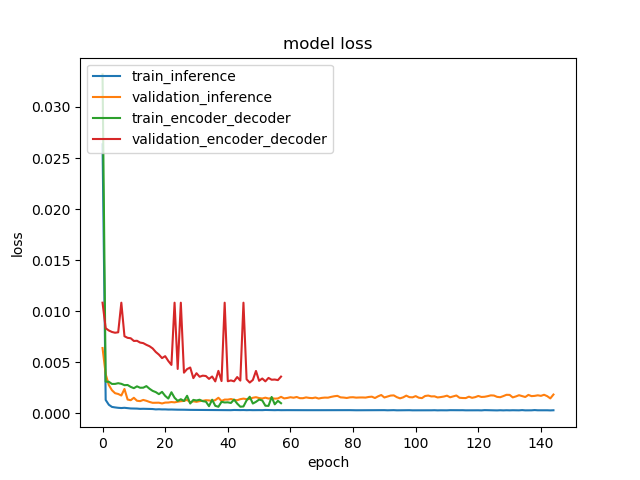 model loss
train_inference
validation_inference
train_encoder_decoder
validation_encoder_decoder
loss
0.030
0.025
0.020
0.015
0.010
0.005
0.000
0 20 40 60 80 100 120 140
epoch